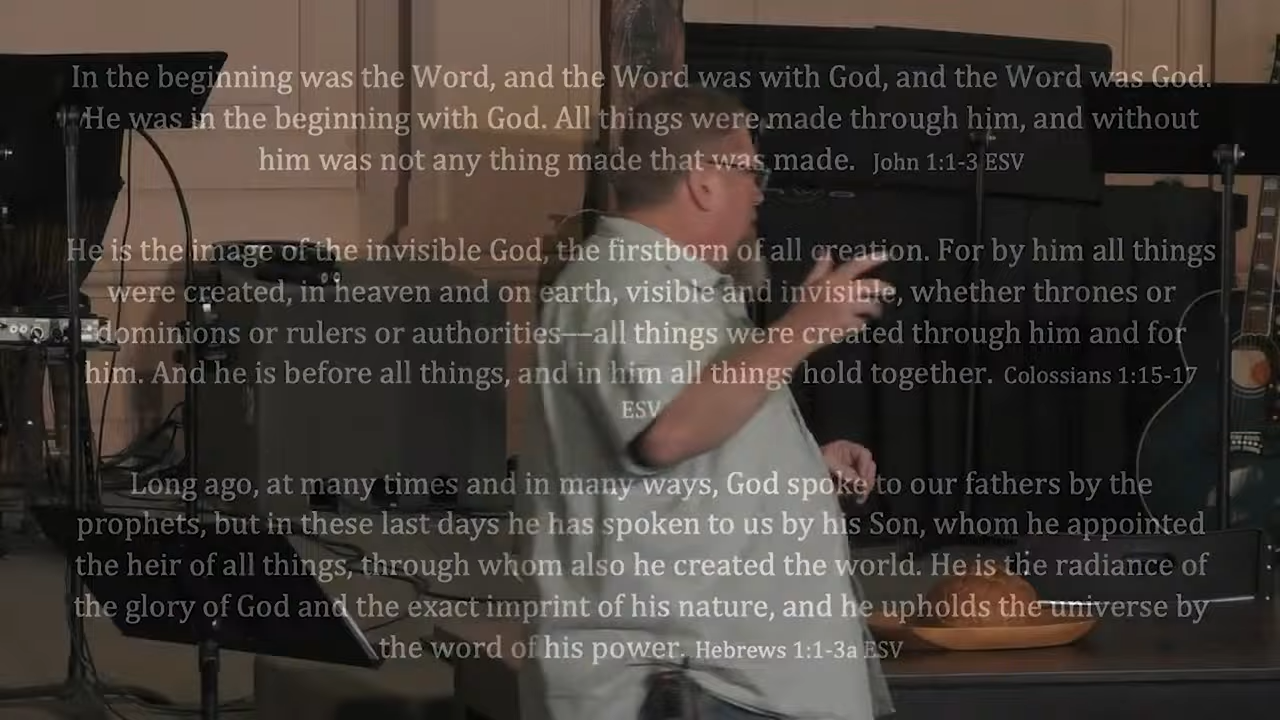 In the beginning was the Word, and the Word was with God, and the Word was God.
He was in the beginning with God. All things were made through him, and without
him was not any thing made that was made. John 1:1-3 ESV
He is the image of the invisible God, the firstborn of all creation. For by him all things
were created, in heaven and on earth, visible and invisible, whether thrones or
dominions or rulers or authorities—all things were created through him and for
him. And he is before all things, and in him all things hold together. Colossians 1:15-17
ESV
Long ago, at many times and in many ways, God spoke to our fathers by the
prophets, but in these last days he has spoken to us by his Son, whom he appointed
the heir of all things, through whom also he created the world. He is the radiance of
the glory of God and the exact imprint of his nature, and he upholds the universe by
the word of his power. Hebrews 1:1-3a ESV